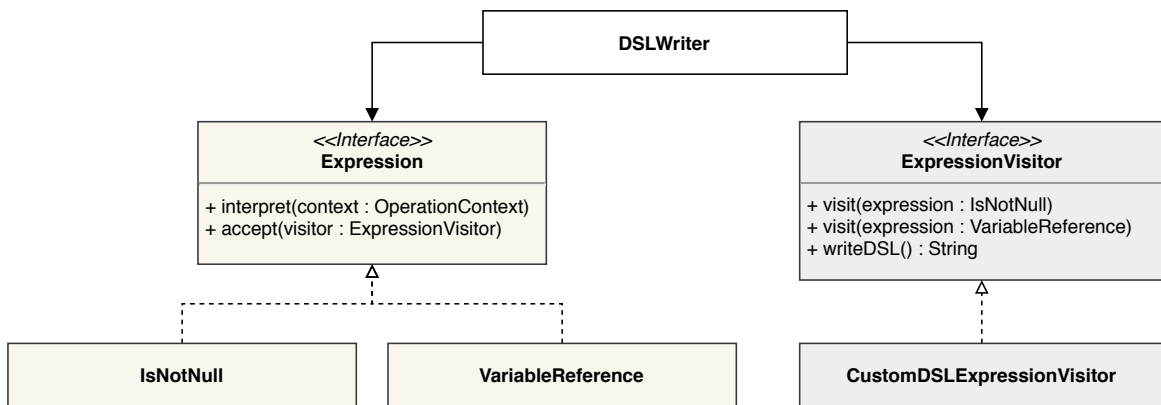 DSLWriter
<<Interface>>
Expression
+ interpret(context : OperationContext)
+ accept(visitor : ExpressionVisitor)
<<Interface>>
ExpressionVisitor
+ visit(expression : IsNotNull)
+ visit(expression : VariableReference)
+ writeDSL() : String
IsNotNull
VariableReference
CustomDSLExpressionVisitor